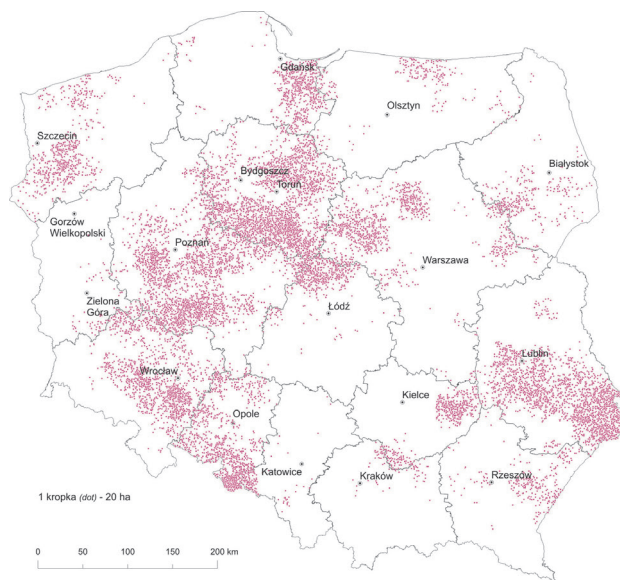 Gdańsk
Olsztyn
Szczecin
Białystok
Bydgoszcz
Toruń
Gorzów
Wielkopolski
Poznań
Warszawa
Zielona
Góra
Łódź
Lublin
Wrocław
Kielce
Opole
Katowice
Kraków
Rzeszów
1 kropka (dot) - 20 ha
0 50 100 150 200 km